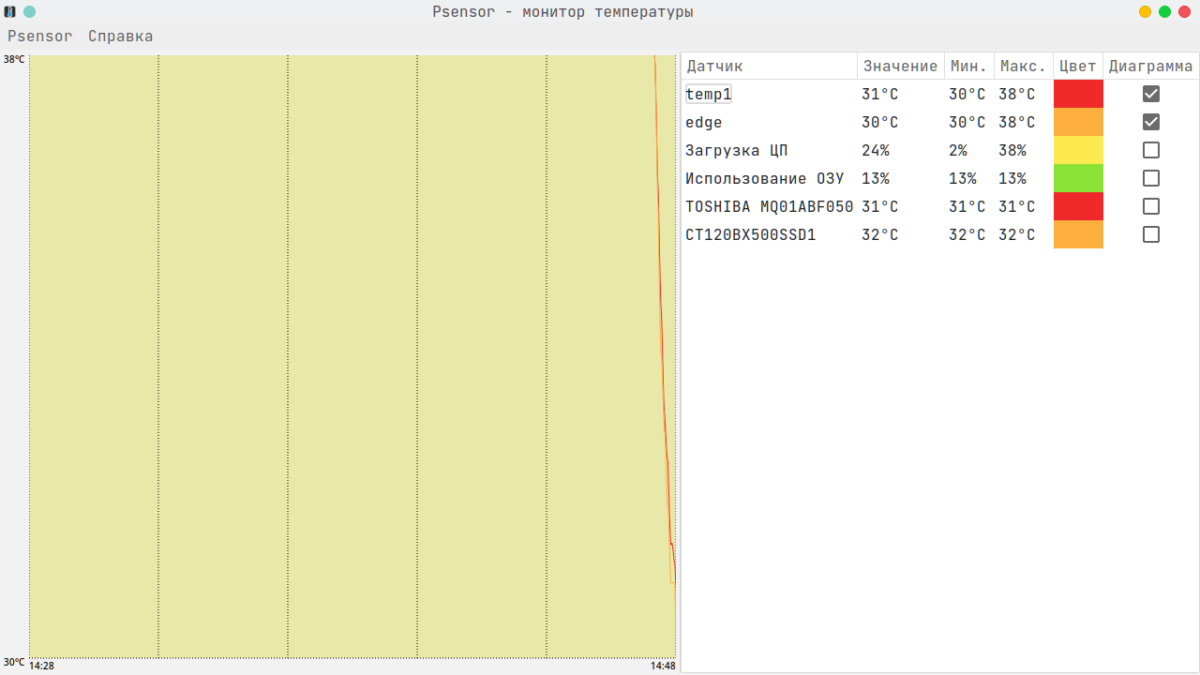 Psensor - монитор температуры
Psensor Справка
38°C
30°C
14:28 14:48
Датчик Значение Мин. Макс. Цвет Диаграмма
temp1 31°C 30°C 38°C
edge 30°C 30°C 38°C
Загрузка ЦП 24% 2% 38%
Использование ОЗУ 13% 13% 13%
TOSHIBA MQ01ABF050 31°C 31°C 31°C
CT120BX500SSD1 32°C 32°C 32°C